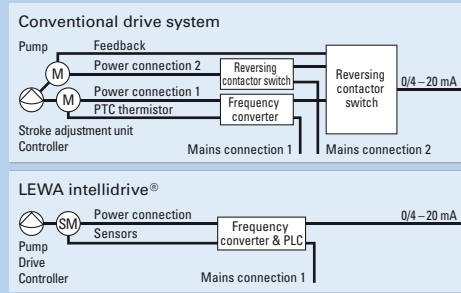 Conventional drive system
Pump
Feedback
Power connection 2
M
Reversing
contactor switch
Reversing
contactor
switch
0/4 – 20 mA
Power connection 1
M
PTC thermistor
Frequency
converter
Stroke adjustment unit
Controller
Mains connection 1
Mains connection 2
LEWA intellidrive®
Power connection
SM
Sensors
Frequency
converter & PLC
0/4 – 20 mA
Pump
Drive
Controller
Mains connection 1